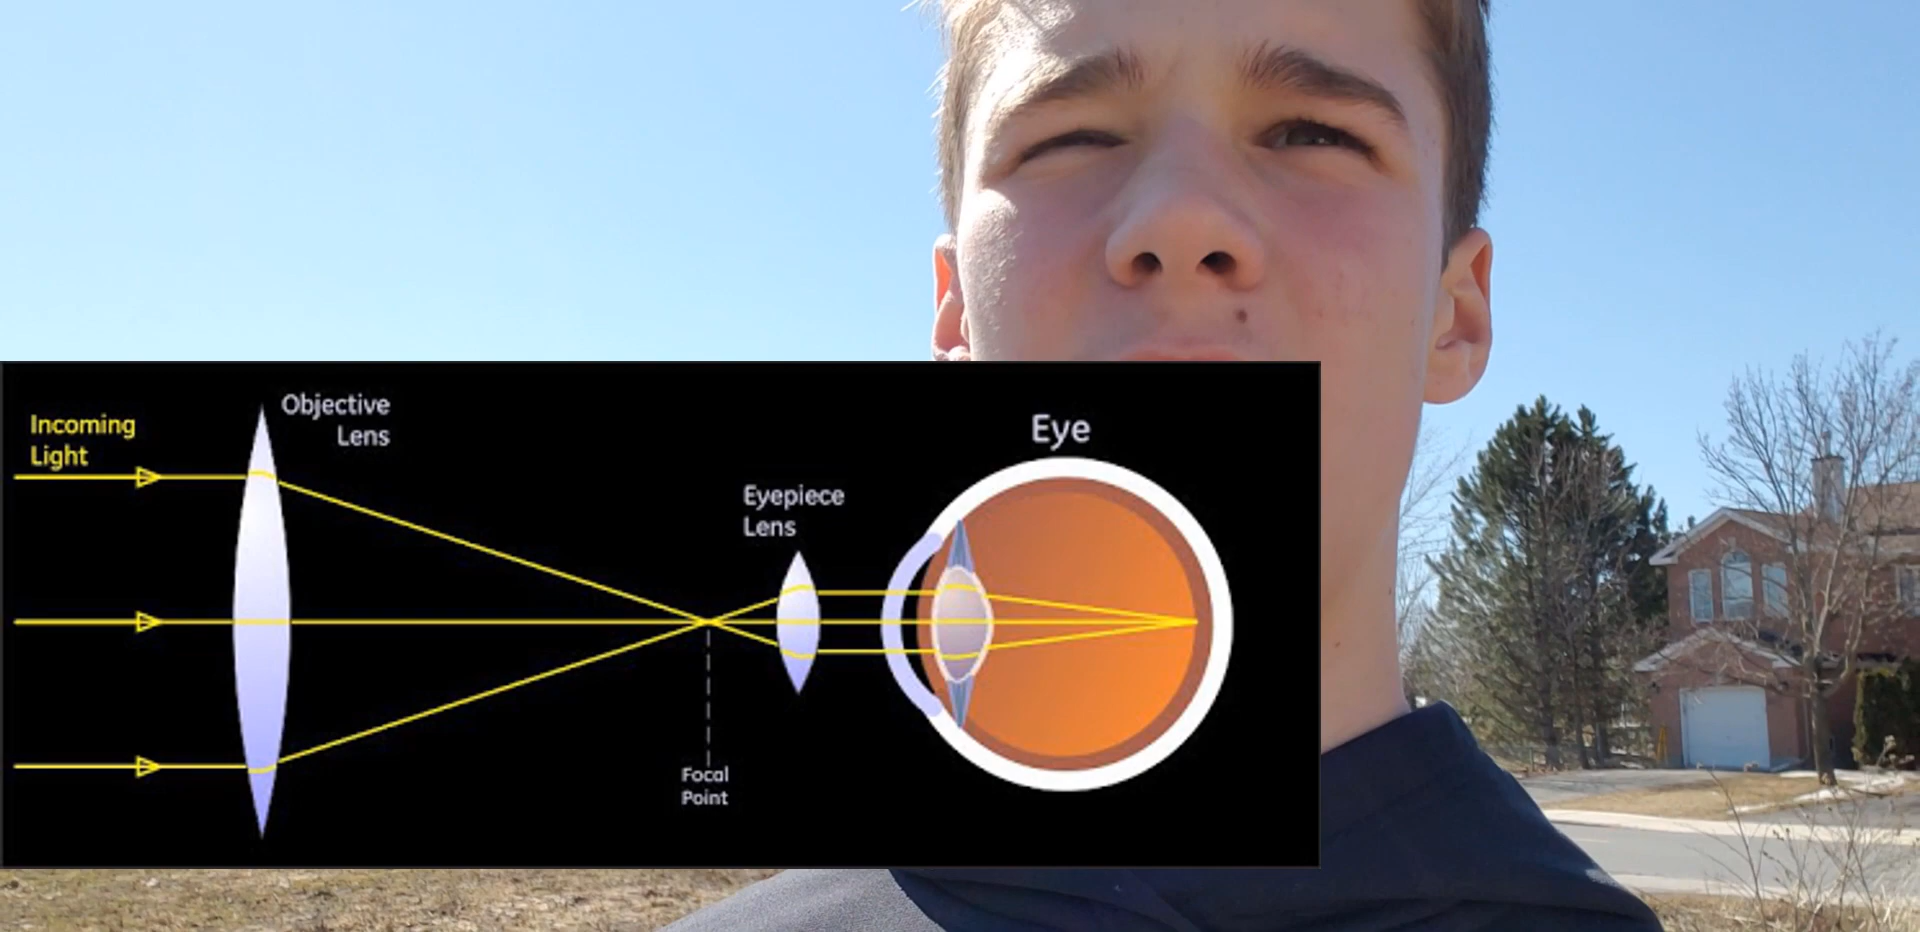 Incoming
Light
Objective
Lens
Eyepiece
Lens
Eye
Focal
Point